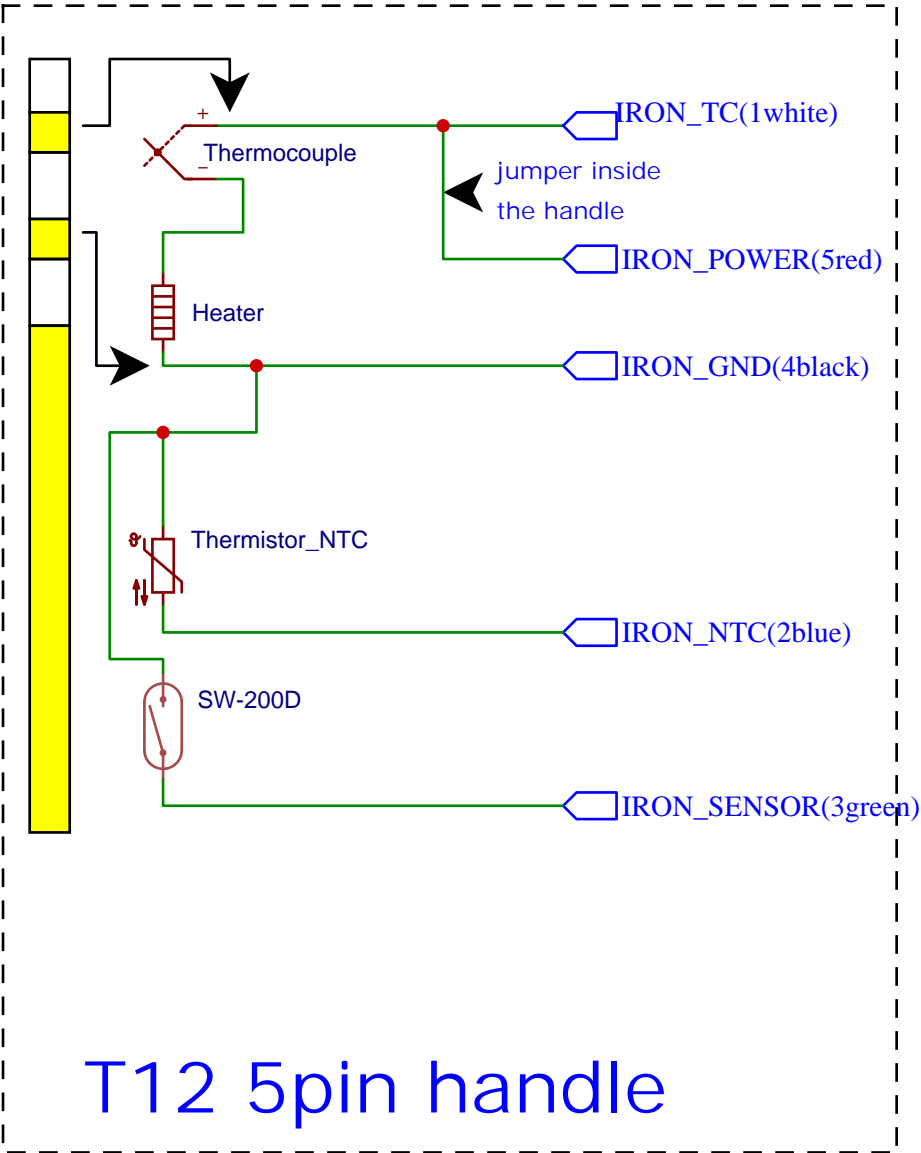 IRON_TC(1white)
+
Thermocouple
−
jumper inside
the handle
IRON_POWER(5red)
Heater
IRON_GND(4black)
Thermistor_NTC
ϑ
IRON_NTC(2blue)
SW-200D
IRON_SENSOR(3green)
T12 5pin handle